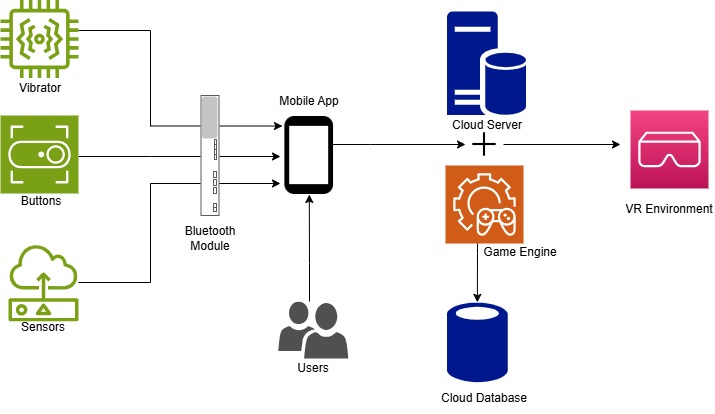 Vibrator
Mobile App
Cloud Server
Buttons
VR Environment
Bluetooth
Module
Game Engine
Sensors
Users
Cloud Database